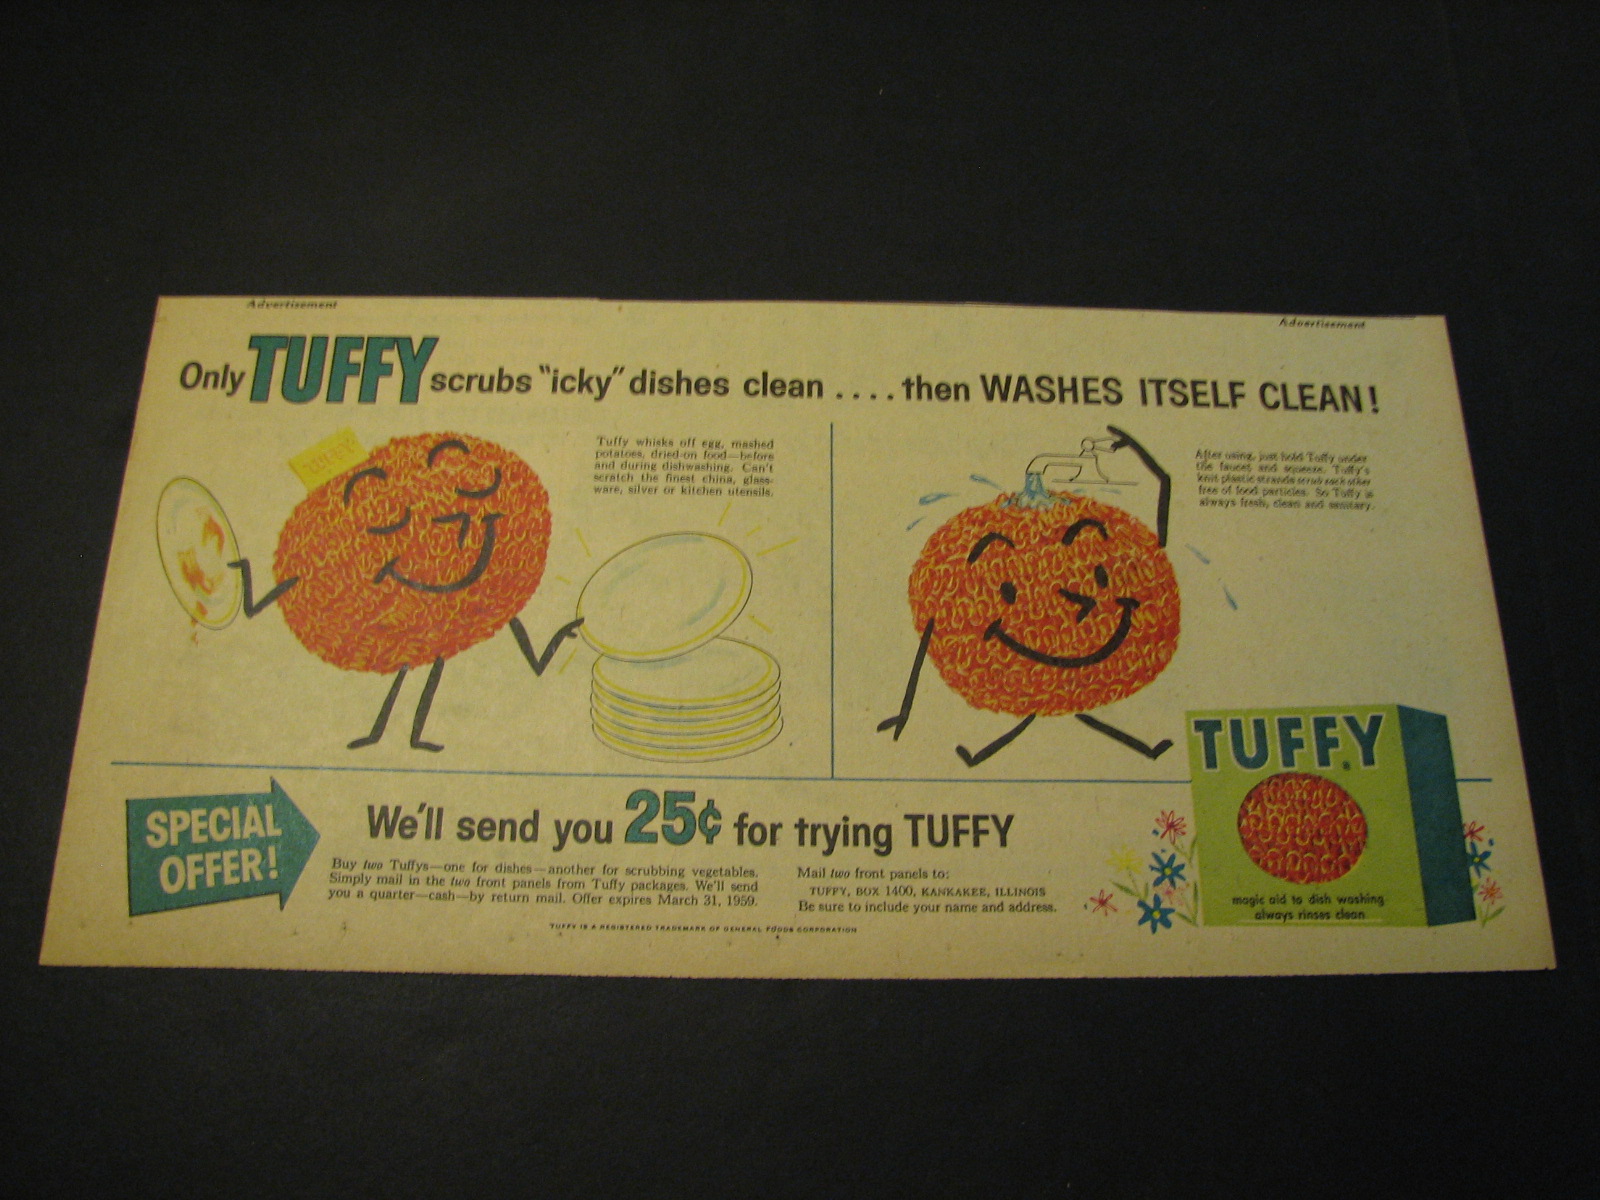 Advertisement
Advertisement
Only TUFFY scrubs "icky" dishes clean .... then WASHES ITSELF CLEAN!
TUFFY
Tuffy whisks off egg, mashed
potatoes, dried-on food—before
and during dishwashing. Can't
scratch the finest china, glass-
ware, silver or kitchen utensils.
After using, just hold Tuffy under
the faucet and squeeze. Tuffy's
knit plastic strands scrub each other
free of food particles. So Tuffy is
always fresh, clean and sanitary.
SPECIAL
OFFER!
We'll send you 25¢ for trying TUFFY
Buy two Tuffys—one for dishes—another for scrubbing vegetables.
Simply mail in the two front panels from Tuffy packages. We'll send
you a quarter—cash—by return mail. Offer expires March 31, 1959.
Mail two front panels to:
TUFFY, BOX 1400, KANKAKEE, ILLINOIS
Be sure to include your name and address.
TUFFY IS A REGISTERED TRADEMARK OF GENERAL FOODS CORPORATION
TUFFY®
magic aid to dish washing
always rinses clean